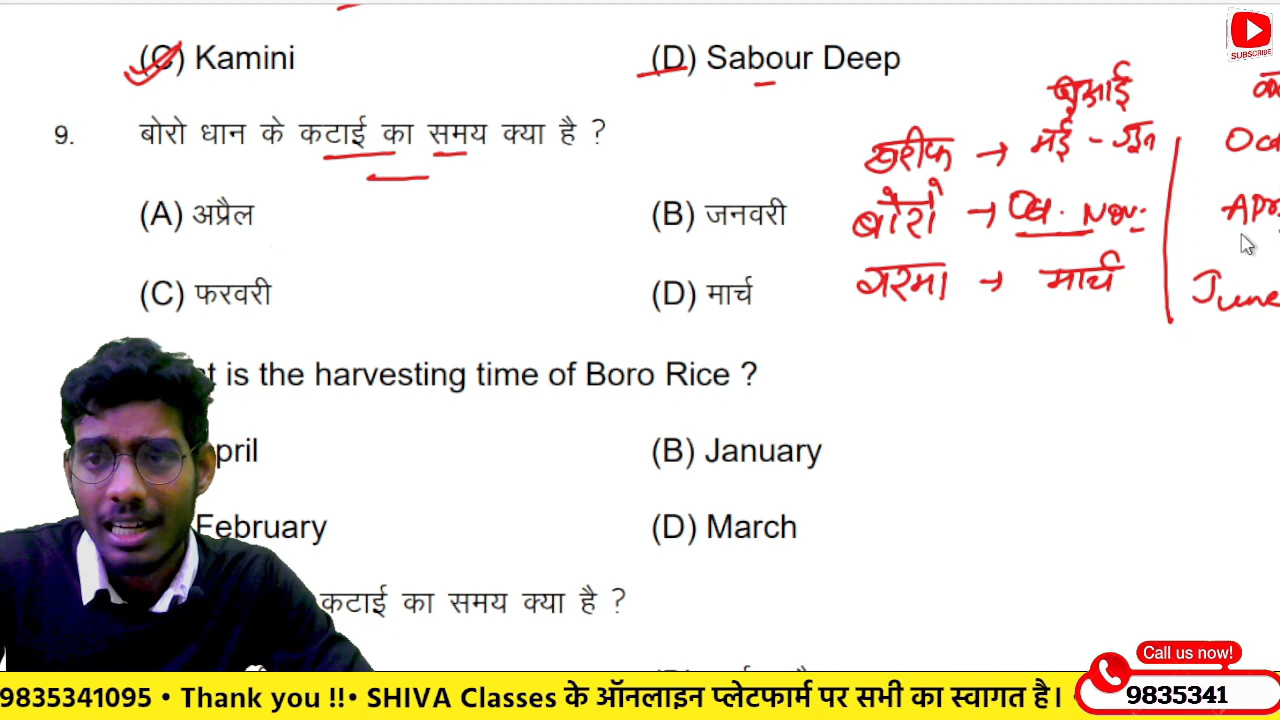 (C) Kamini
(D) Sabour Deep
SUBSCRIBE
9. बोरो धान के कटाई का समय क्या है ?
(A) अप्रैल
(B) जनवरी
(C) फरवरी
(D) मार्च
बुआई
खरीफ → मई - जून
बोरो → Oct. Nov.
गरमा → मार्च
June
is the harvesting time of Boro Rice ?
(B) January
February
(D) March
कटाई का समय क्या है ?
Call us now!
9835341
9835341095 • Thank you !!• SHIVA Classes के ऑनलाइन प्लेटफार्म पर सभी का स्वागत है।